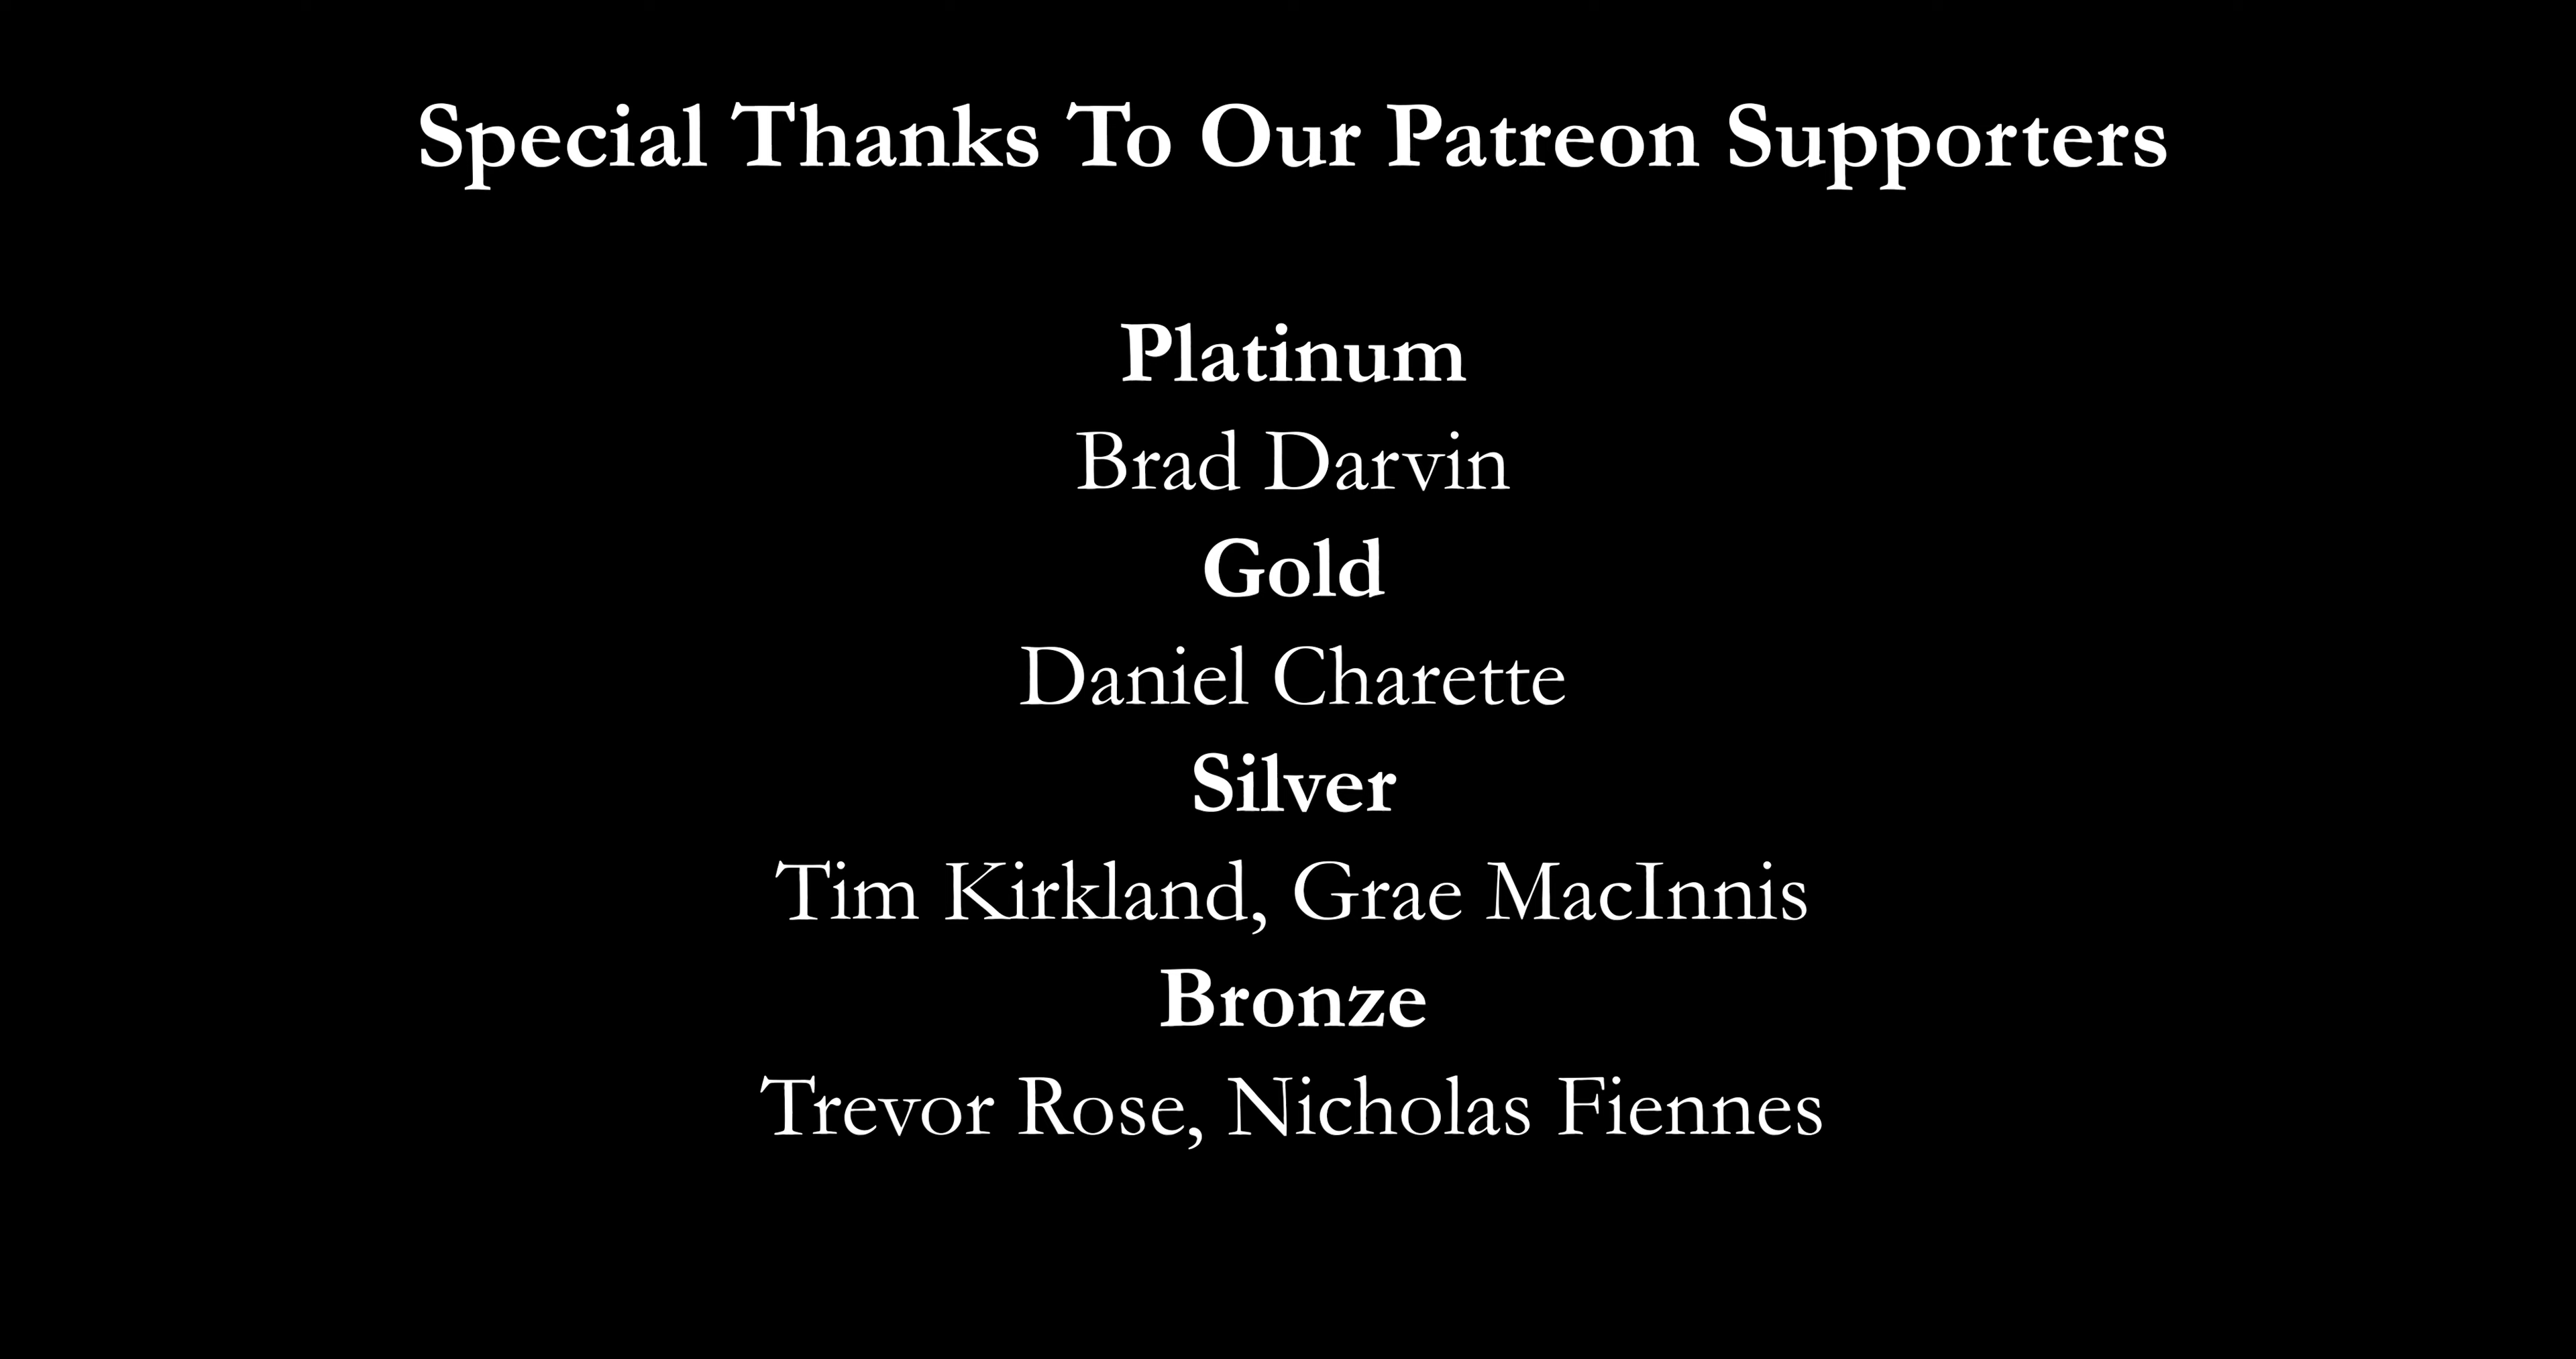 Special Thanks To Our Patreon Supporters
Platinum
Brad Darvin
Gold
Daniel Charette
Silver
Tim Kirkland, Grae MacInnis
Bronze
Trevor Rose, Nicholas Fiennes